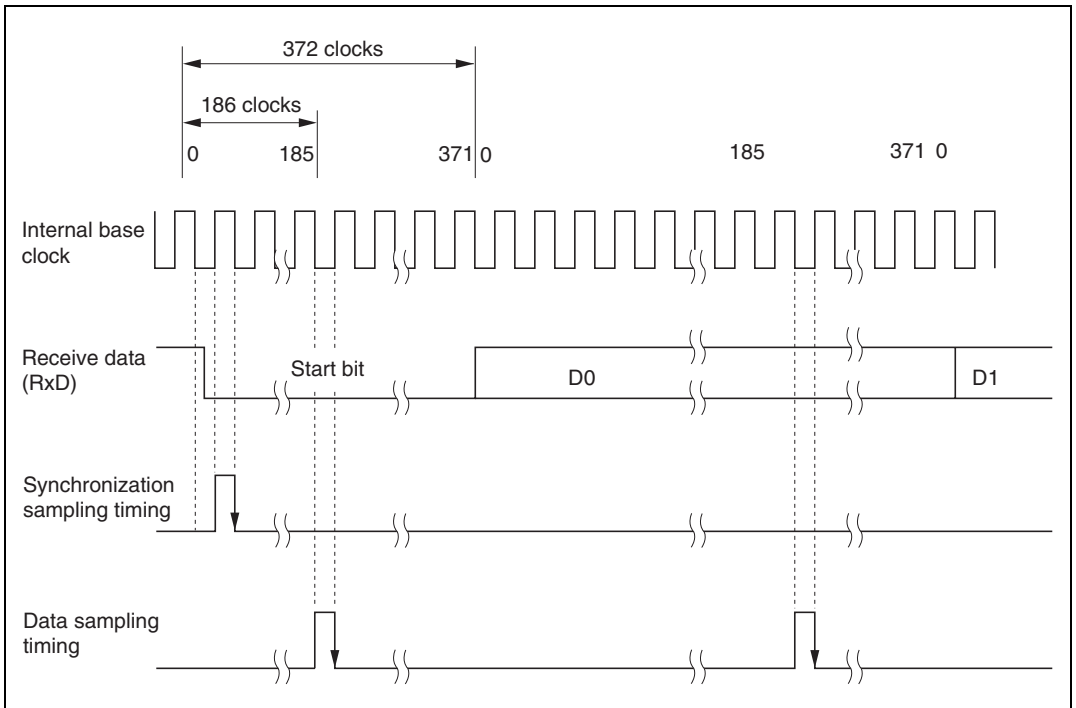 372 clocks
186 clocks
0 185 371 0 185 371 0
Internal base
clock
Receive data
(RxD)
Start bit
D0
D1
Synchronization
sampling timing
Data sampling
timing